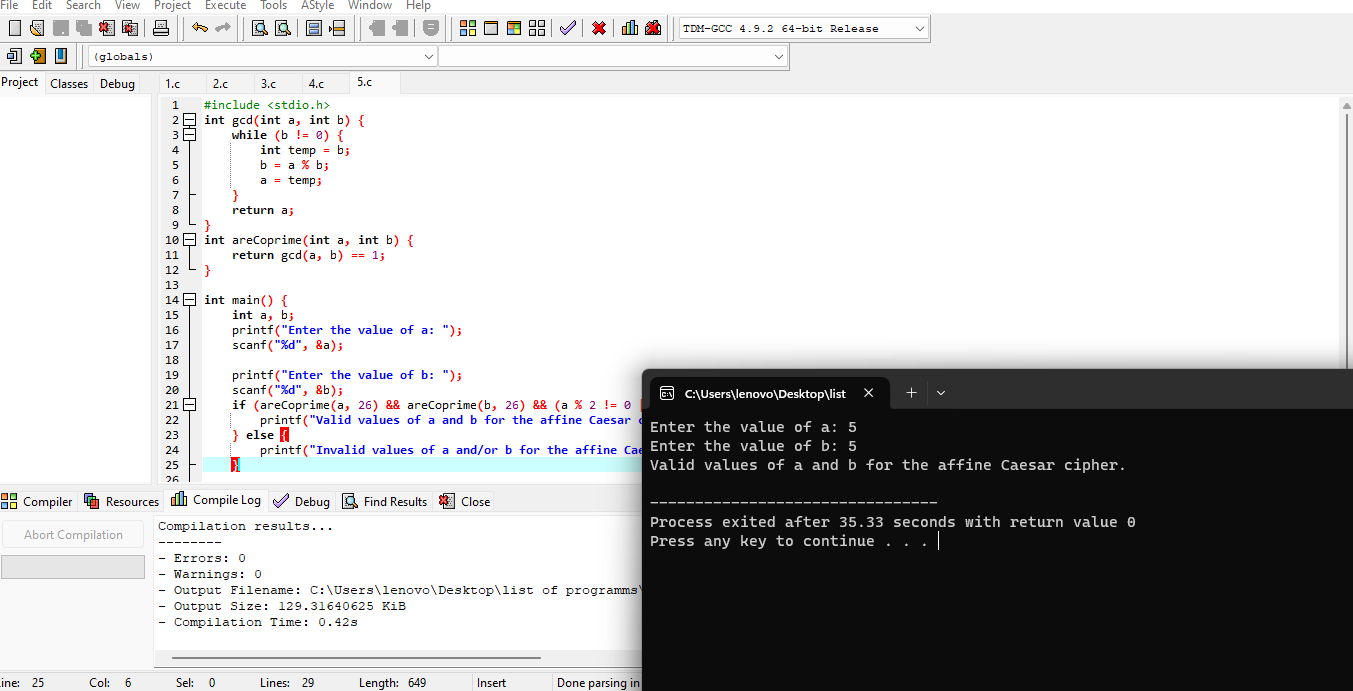 File Edit Search View Project Execute Tools AStyle Window Help
TDM-GCC 4.9.2 64-bit Release
(globals)
Project Classes Debug 1.c 2.c 3.c 4.c 5.c
1 #include <stdio.h>
2 int gcd(int a, int b) {
3 while (b != 0) {
4 int temp = b;
5 b = a % b;
6 a = temp;
7 }
8 return a;
9 }
10 int areCoprime(int a, int b) {
11 return gcd(a, b) == 1;
12 }
13
14 int main() {
15 int a, b;
16 printf("Enter the value of a: ");
17 scanf("%d", &a);
18
19 printf("Enter the value of b: ");
20 scanf("%d", &b);
21 if (areCoprime(a, 26) && areCoprime(b, 26) && (a % 2 != 0
22 printf("Valid values of a and b for the affine Caesar
23 } else {
24 printf("Invalid values of a and/or b for the affine Cae
25 }
26
C:\Users\lenovo\Desktop\list
Enter the value of a: 5
Enter the value of b: 5
Valid values of a and b for the affine Caesar cipher.
--------------------------------
Process exited after 35.33 seconds with return value 0
Press any key to continue . . .
Compiler Resources Compile Log Debug Find Results Close
Abort Compilation
Compilation results...
--------
- Errors: 0
- Warnings: 0
- Output Filename: C:\Users\lenovo\Desktop\list of programms\
- Output Size: 129.31640625 KiB
- Compilation Time: 0.42s
ine: 25 Col: 6 Sel: 0 Lines: 29 Length: 649 Insert Done parsing in